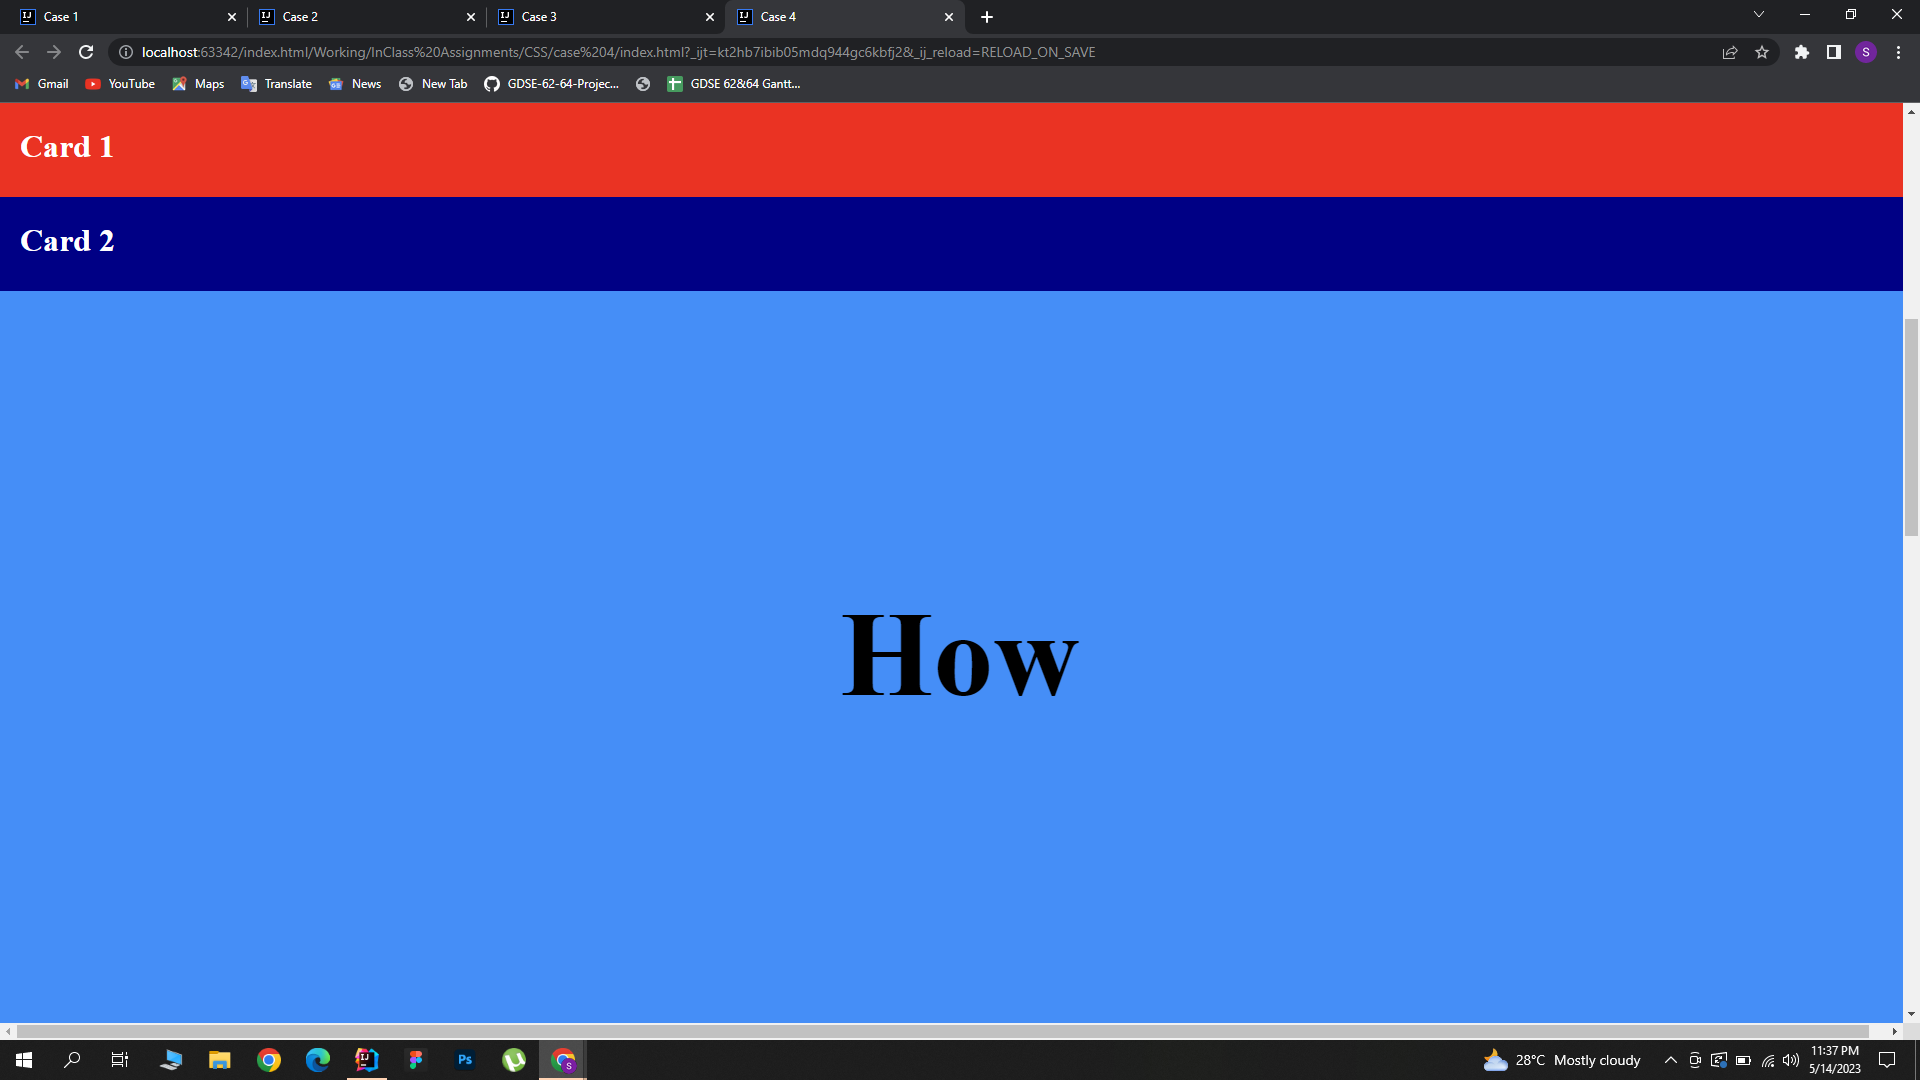 Case 1
Case 2
Case 3
Case 4
localhost:63342/index.html/Working/InClass%20Assignments/CSS/case%204/index.html?_ijt=kt2hb7ibib05mdq944gc6kbfj2&_ij_reload=RELOAD_ON_SAVE
S
Gmail
YouTube
Maps
Translate
News
New Tab
GDSE-62-64-Projec...
GDSE 62&64 Gantt...
Card 1
Card 2
How
28°C Mostly cloudy
11:37 PM
5/14/2023